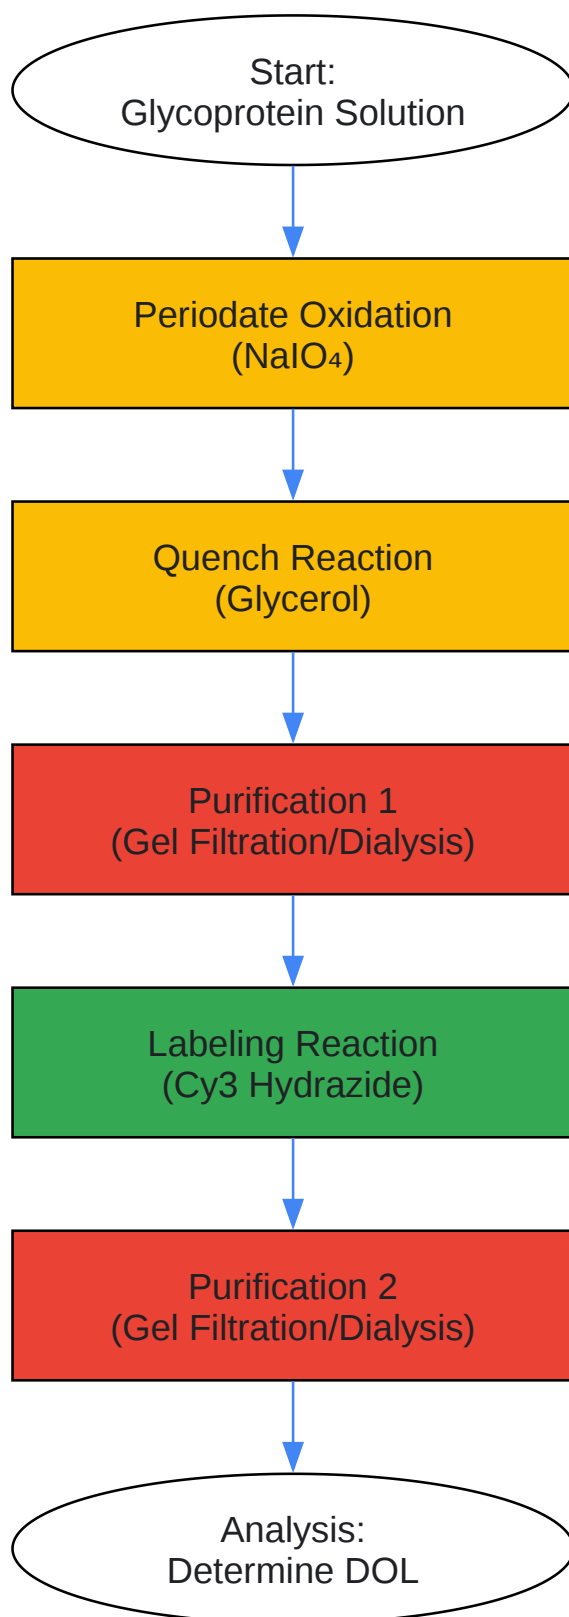 Start:
Glycoprotein Solution
Periodate Oxidation
(NaIO₄)
Quench Reaction
(Glycerol)
Purification 1
(Gel Filtration/Dialysis)
Labeling Reaction
(Cy3 Hydrazide)
Purification 2
(Gel Filtration/Dialysis)
Analysis:
Determine DOL